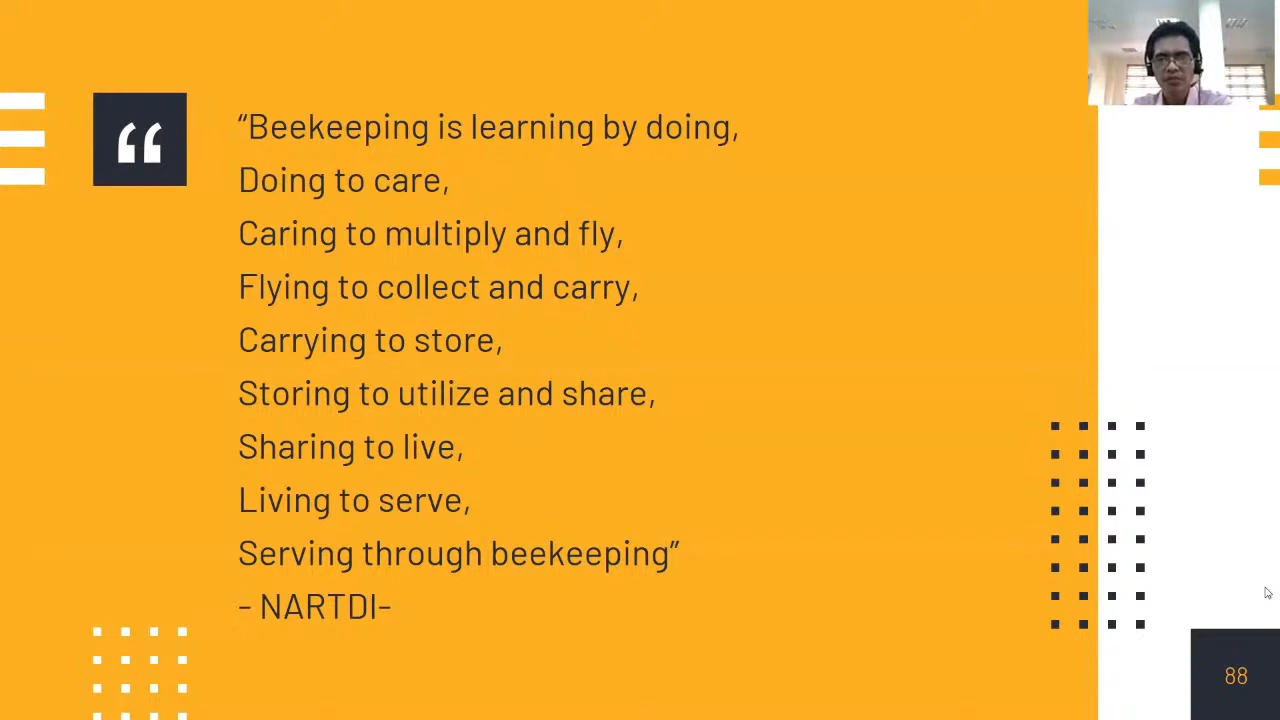 “Beekeeping is learning by doing,
Doing to care,
Caring to multiply and fly,
Flying to collect and carry,
Carrying to store,
Storing to utilize and share,
Sharing to live,
Living to serve,
Serving through beekeeping”
- NARTDI-
88